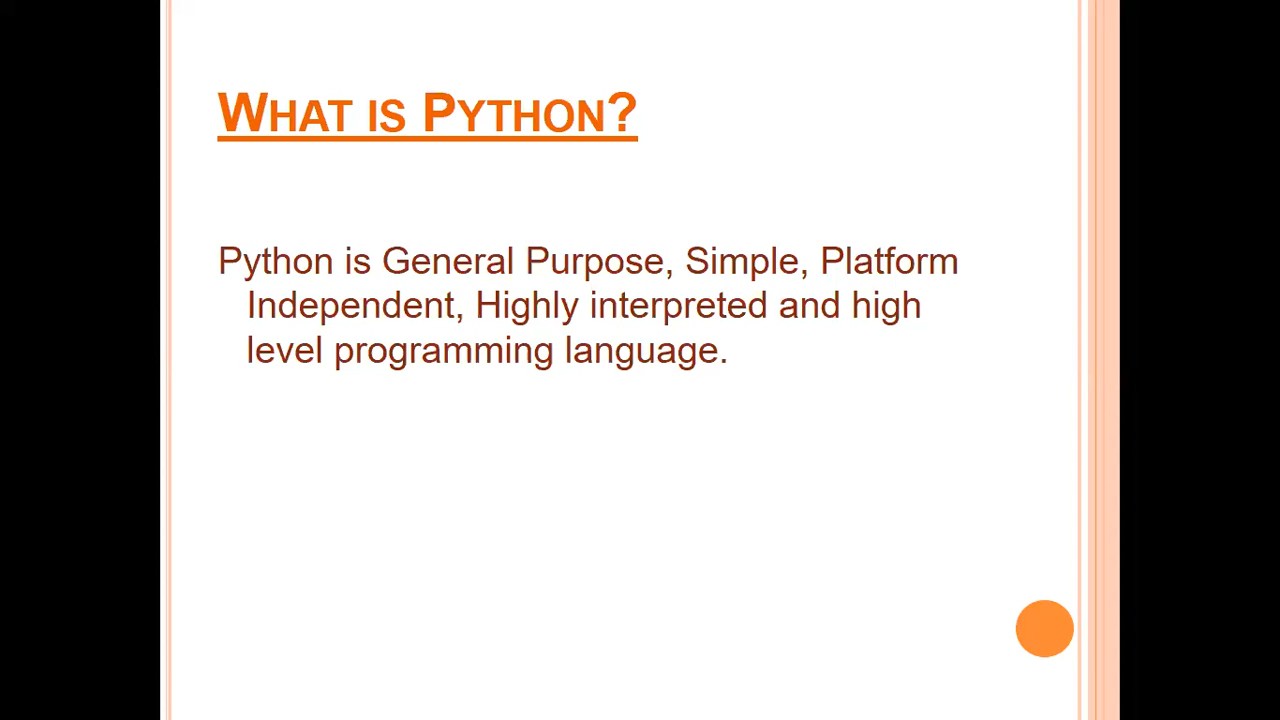 What is Python?
Python is General Purpose, Simple, Platform
Independent, Highly interpreted and high
level programming language.